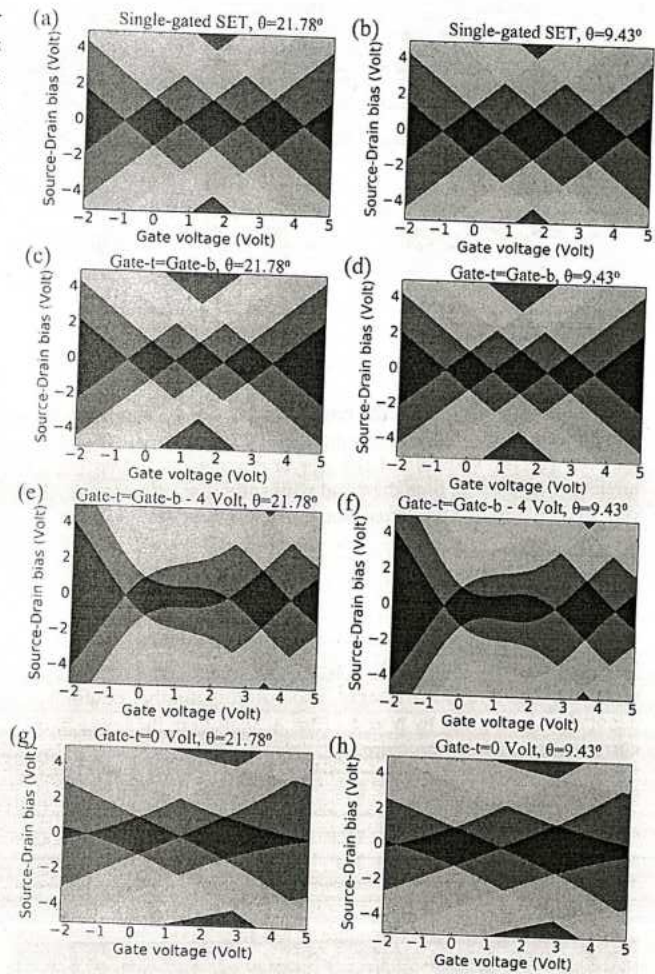 (a)
Single-gated SET, θ=21.78º
Source-Drain bias (Volt)
4
2
0
−2
−4
−2 −1 0 1 2 3 4 5
Gate voltage (Volt)
(b)
Single-gated SET, θ=9.43º
Source-Drain bias (Volt)
4
2
0
−2
−4
−2 −1 0 1 2 3 4 5
Gate voltage (Volt)
(c)
Gate-t=Gate-b, θ=21.78º
Source-Drain bias (Volt)
4
2
0
−2
−4
−2 −1 0 1 2 3 4 5
Gate voltage (Volt)
(d)
Gate-t=Gate-b, θ=9.43º
Source-Drain bias (Volt)
4
2
0
−2
−4
−2 −1 0 1 2 3 4 5
Gate voltage (Volt)
(e)
Gate-t=Gate-b - 4 Volt, θ=21.78º
Source-Drain bias (Volt)
4
2
0
−2
−4
−2 −1 0 1 2 3 4 5
Gate voltage (Volt)
(f)
Gate-t=Gate-b - 4 Volt, θ=9.43º
Source-Drain bias (Volt)
4
2
0
−2
−4
−2 −1 0 1 2 3 4 5
Gate voltage (Volt)
(g)
Gate-t=0 Volt, θ=21.78º
Source-Drain bias (Volt)
4
2
0
−2
−4
−2 −1 0 1 2 3 4 5
Gate voltage (Volt)
(h)
Gate-t=0 Volt, θ=9.43º
Source-Drain bias (Volt)
4
2
0
−2
−4
−2 −1 0 1 2 3 4 5
Gate voltage (Volt)